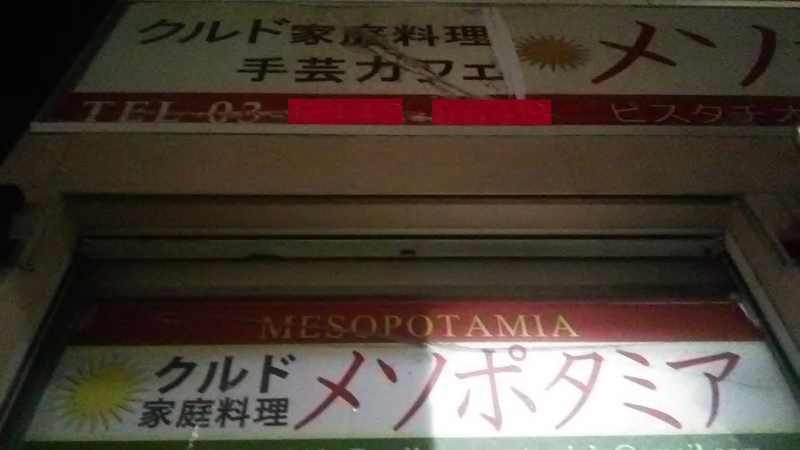 クルド家庭料理
手芸カフェ
メソ
TEL 03
ピスタチオ
MESOPOTAMIA
クルド
家庭料理
メソポタミア